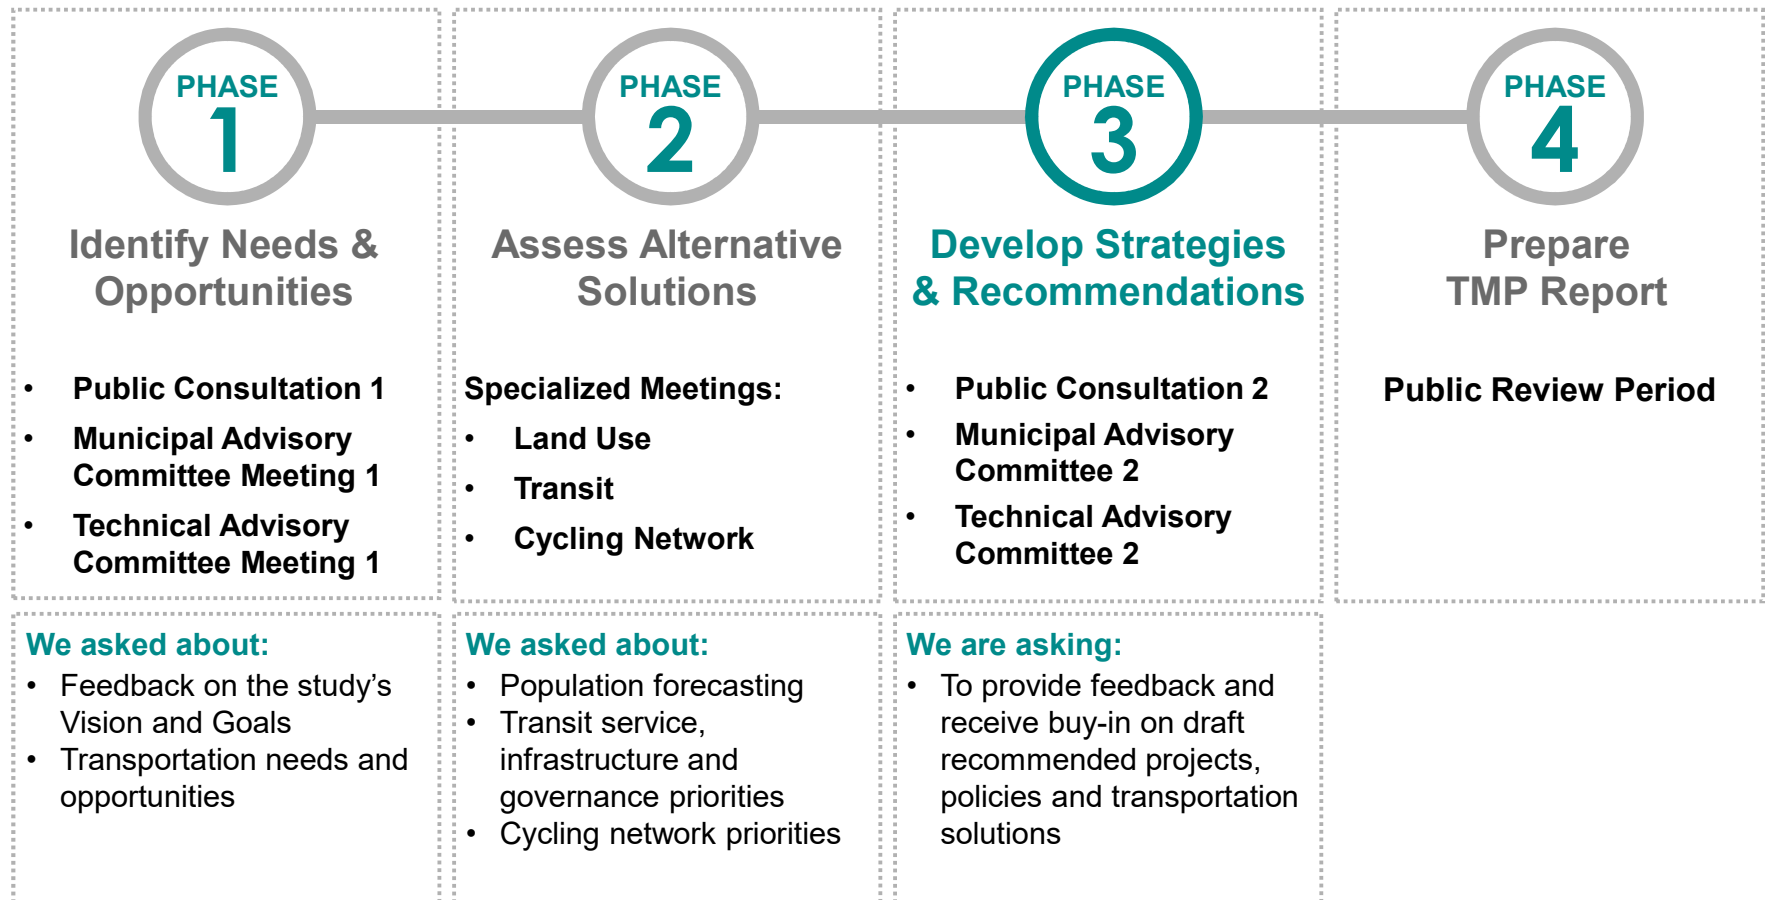 PHASE
1
Identify Needs &
Opportunities
• Public Consultation 1
• Municipal Advisory
Committee Meeting 1
• Technical Advisory
Committee Meeting 1
We asked about:
• Feedback on the study’s
Vision and Goals
• Transportation needs and
opportunities
PHASE
2
Assess Alternative
Solutions
Specialized Meetings:
• Land Use
• Transit
• Cycling Network
We asked about:
• Population forecasting
• Transit service,
infrastructure and
governance priorities
• Cycling network priorities
PHASE
3
Develop Strategies
& Recommendations
• Public Consultation 2
• Municipal Advisory
Committee 2
• Technical Advisory
Committee 2
We are asking:
• To provide feedback and
receive buy-in on draft
recommended projects,
policies and transportation
solutions
PHASE
4
Prepare
TMP Report
Public Review Period